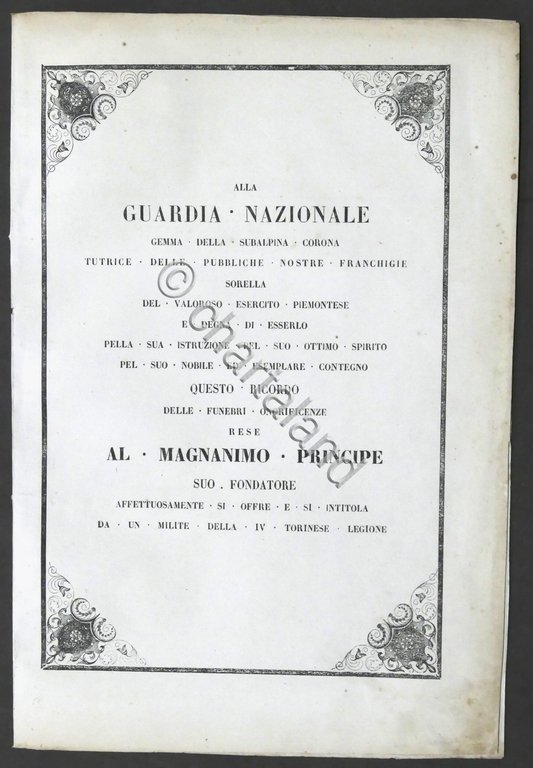 ALLA
GUARDIA · NAZIONALE
GEMMA · DELLA · SUBALPINA · CORONA
TUTRICE · DELLE · PUBBLICHE · NOSTRE · FRANCHIGIE
SORELLA
DEL · VALOROSO · ESERCITO · PIEMONTESE
E · DEGNA · DI · ESSERLO
PELLA · SUA · ISTRUZIONE · PEL · SUO · OTTIMO · SPIRITO
PEL · SUO · NOBILE · ED · ESEMPLARE · CONTEGNO
QUESTO · RICORDO
DELLE · FUNEBRI · ONORIFICENZE
RESE
AL · MAGNANIMO · PRINCIPE
SUO . FONDATORE
AFFETTUOSAMENTE · SI · OFFRE · E · SI · INTITOLA
DA · UN · MILITE · DELLA · IV · TORINESE · LEGIONE
© chartaland